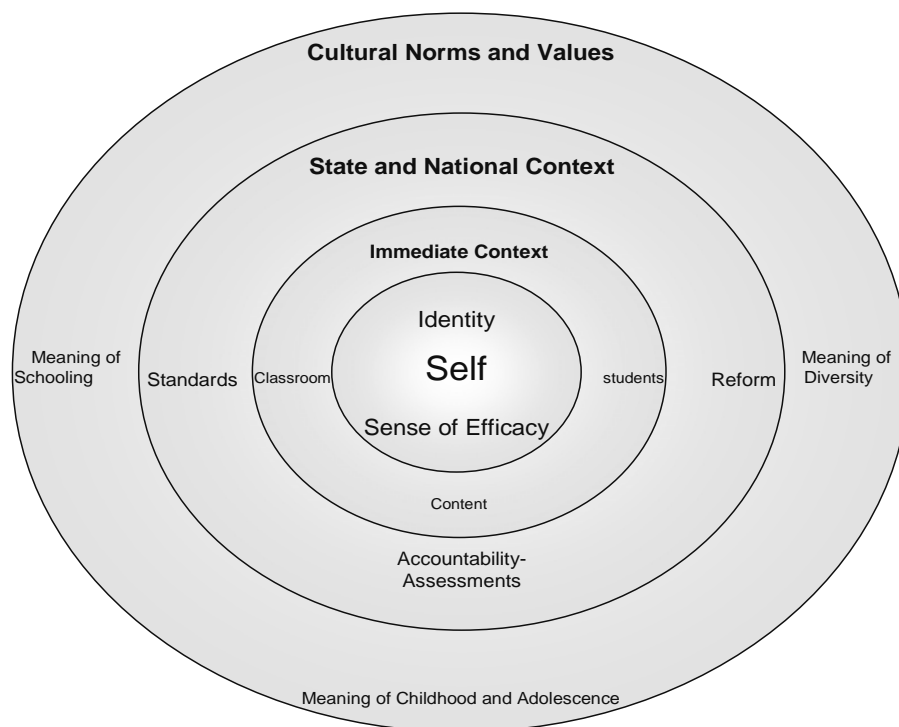 Cultural Norms and Values
State and National Context
Immediate Context
Identity
Self
Sense of Efficacy
Meaning of
Schooling
Standards
Classroom
students
Reform
Meaning of
Diversity
Content
Accountability-
Assessments
Meaning of Childhood and Adolescence